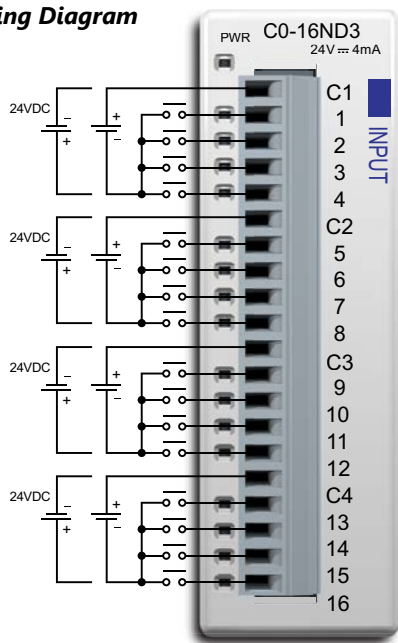 ing Diagram
PWR
C0-16ND3
24V ⎓ 4mA
INPUT
C1
1
2
3
4
C2
5
6
7
8
C3
9
10
11
12
C4
13
14
15
16
24VDC
-
+
+
-
24VDC
-
+
+
-
24VDC
-
+
+
-
24VDC
-
+
+
-